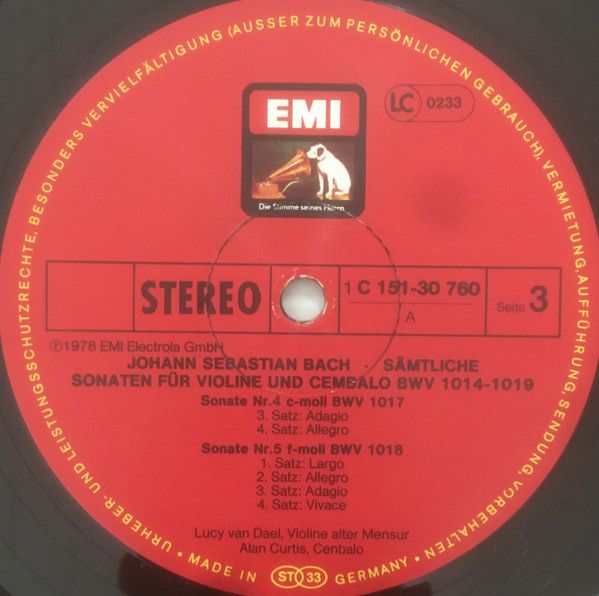 URHEBER- UND LEISTUNGSSCHUTZRECHTE, BESONDERS VERVIELFÄLTIGUNG (AUSSER ZUM PERSÖNLICHEN GEBRAUCH), VERMIETUNG, AUFFÜHRUNG, SENDUNG, VORBEHALTEN •
EMI
LC 0233
Die Stimme seines Herrn
STEREO
1 C 151-30 760
A
Seite 3
℗1978 EMI Electrola GmbH
JOHANN SEBASTIAN BACH SÄMTLICHE
SONATEN FÜR VIOLINE UND CEMBALO BWV 1014-1019
Sonate Nr.4 c-moll BWV 1017
3. Satz: Adagio
4. Satz: Allegro
Sonate Nr.5 f-moll BWV 1018
1. Satz: Largo
2. Satz: Allegro
3. Satz: Adagio
4. Satz: Vivace
Lucy van Dael, Violine alter Mensur
Alan Curtis, Cenbalo
• MADE IN ST 33 GERMANY •